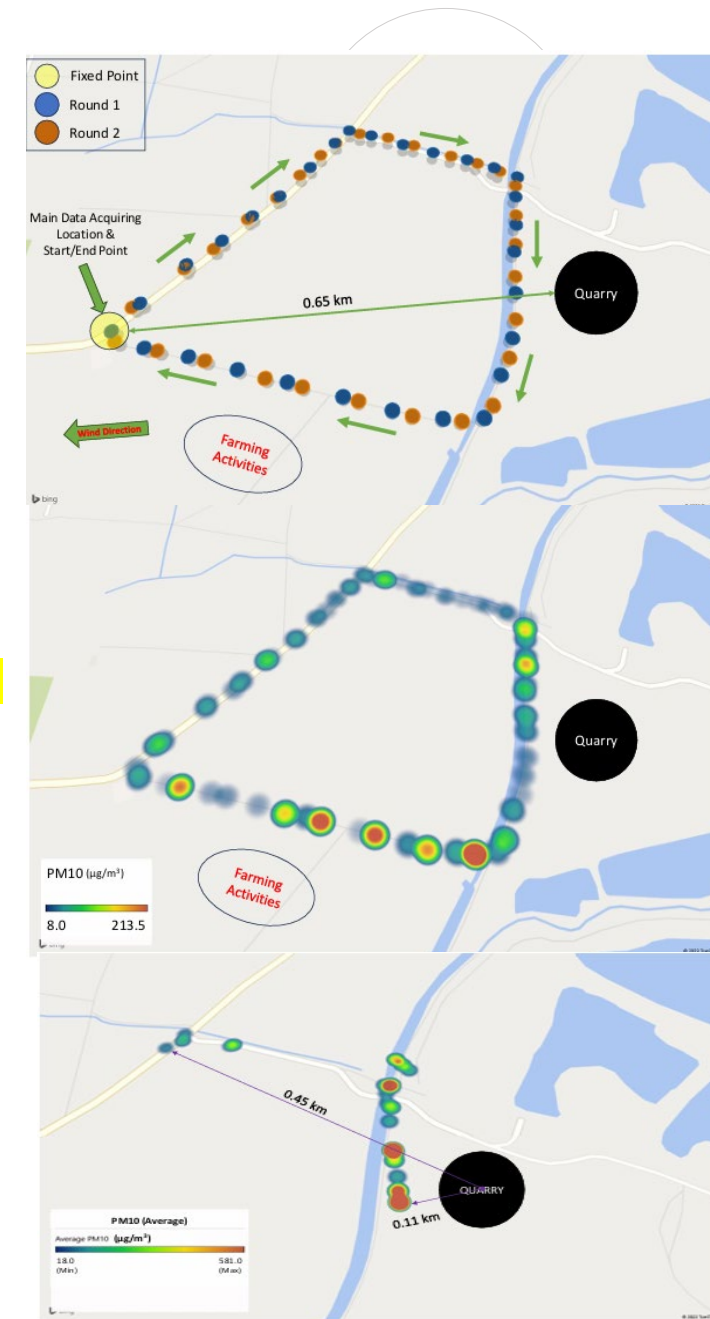 Fixed Point
Round 1
Round 2
Main Data Acquiring
Location &
Start/End Point
0.65 km
Quarry
Wind Direction
Farming
Activities
bing
Quarry
Farming
Activities
PM10 (µg/m³)
8.0 213.5
bing
0.45 km
QUARRY
0.11 km
PM10 (Average)
Average PM10 (µg/m³)
18.0 581.0
(Min) (Max)